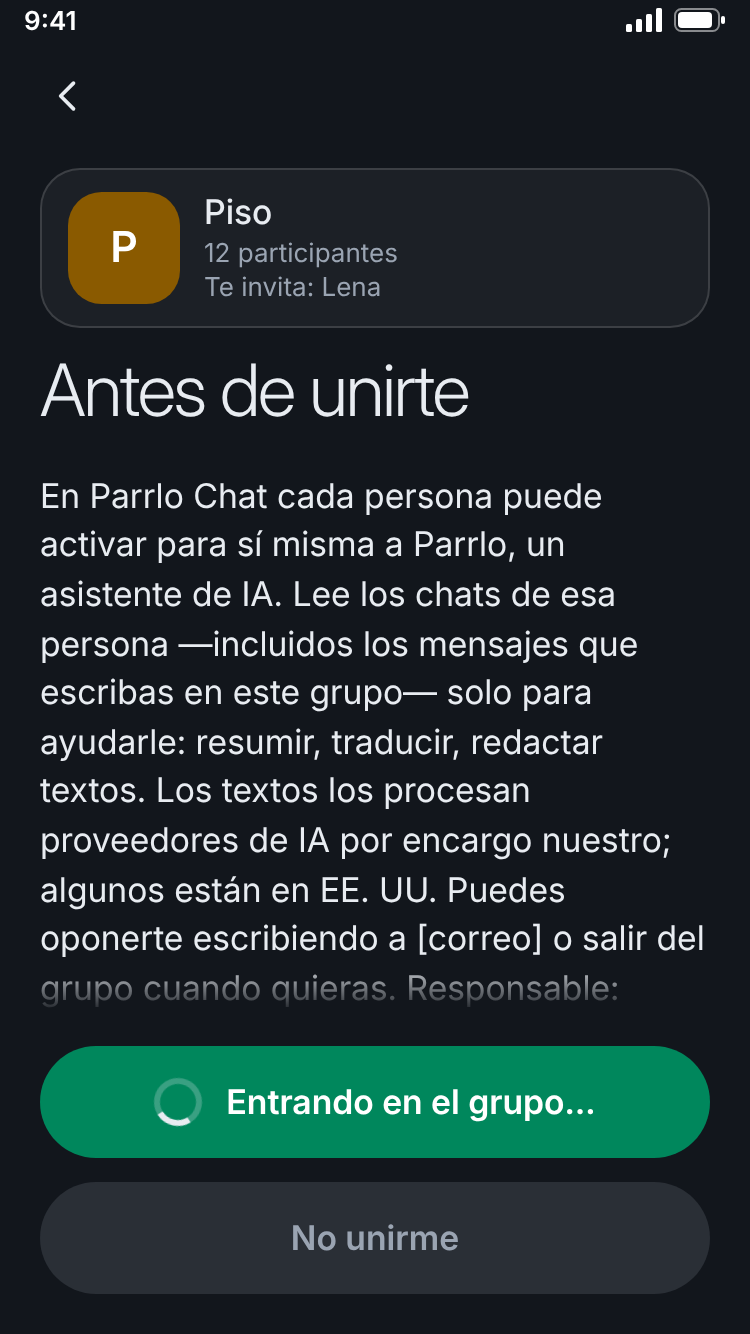 9:41
P
Piso
12 participantes
Te invita: Lena
Antes de unirte
En Parrlo Chat cada persona puede
activar para sí misma a Parrlo, un
asistente de IA. Lee los chats de esa
persona —incluidos los mensajes que
escribas en este grupo— solo para
ayudarle: resumir, traducir, redactar
textos. Los textos los procesan
proveedores de IA por encargo nuestro;
algunos están en EE. UU. Puedes
oponerte escribiendo a [correo] o salir del
grupo cuando quieras. Responsable:
Entrando en el grupo…
No unirme